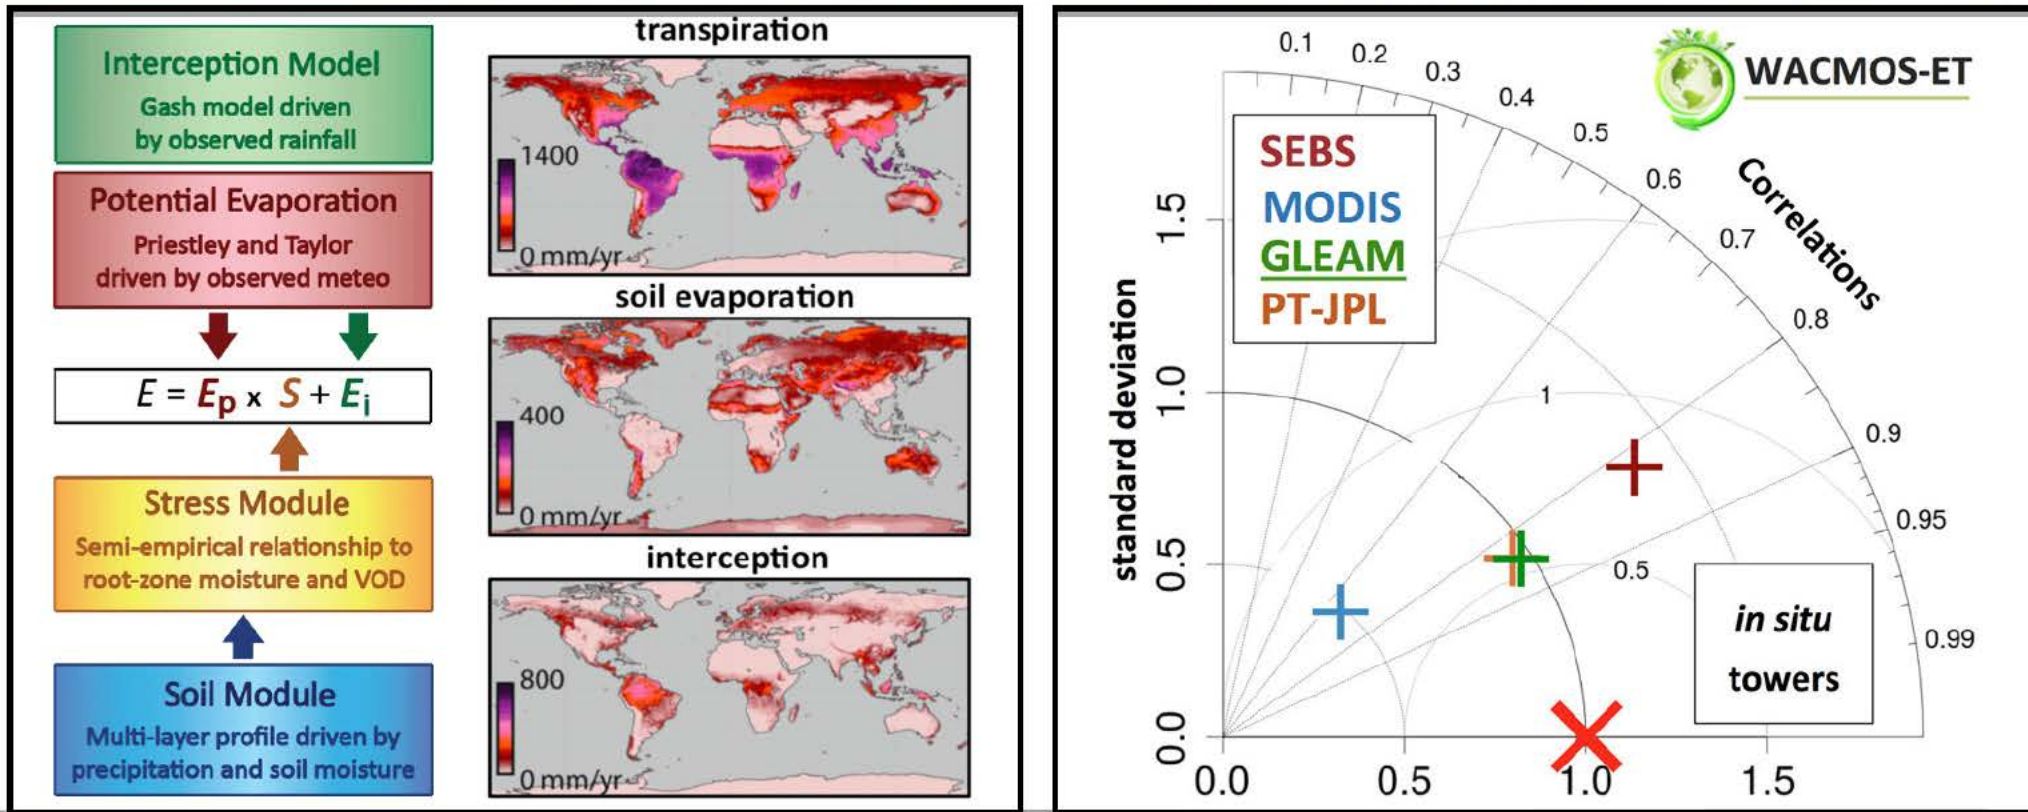 Interception Model
Gash model driven
by observed rainfall
Potential Evaporation
Priestley and Taylor
driven by observed meteo
E = Ep x S + Ei
Stress Module
Semi-empirical relationship to
root-zone moisture and VOD
Soil Module
Multi-layer profile driven by
precipitation and soil moisture
transpiration
1400
0 mm/yr
soil evaporation
400
0 mm/yr
interception
800
0 mm/yr
WACMOS-ET
SEBS
MODIS
GLEAM
PT-JPL
standard deviation
1.5
1.0
0.5
0.0
0.0
0.5
1.0
1.5
0.1
0.2
0.3
0.4
0.5
0.6
0.7
0.8
0.9
0.95
0.99
Correlations
1
0.5
in situ
towers